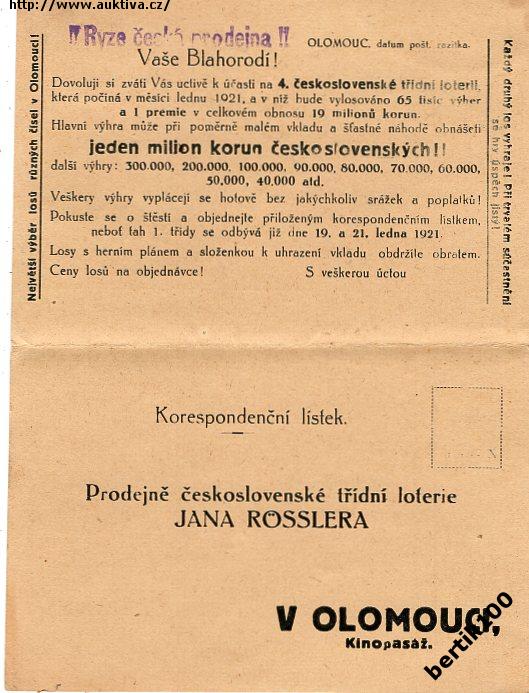 http://www.auktiva.cz/
!! Ryze česká prodejna !!
OLOMOUC, datum pošt. razítka.
Vaše Blahorodí!
Dovoluji si zváti Vás uctivě k účasti na 4. československé třídní loterii,
která počíná v měsíci lednu 1921, a v níž bude vylosováno 65 tisíc výher
a 1 premie v celkovém obnosu 19 milionů korun.
Hlavní výhra může při poměrně malém vkladu a šťastné náhodě obnášeti
jeden milion korun československých!!
další výhry: 300.000, 200.000, 100.000, 90.000, 80.000, 70.000, 60.000,
50.000, 40.000 atd.
Veškery výhry vyplácejí se hotově bez jakýchkoliv srážek a poplatků!
Pokuste se o štěstí a objednejte přiloženým korespondenčním lístkem,
neboť tah 1. třídy se odbývá již dne 19. a 21. ledna 1921.
Losy s herním plánem a složenkou k uhrazení vkladu obdržíte obratem.
Ceny losů na objednávce!
S veškerou úctou
Největší výběr losů různých čísel v Olomouci!
Každý druhý los vyhraje! Při trvalém súčastnění
se hry úspěch jistý!
Korespondenční lístek.
Prodejně československé třídní loterie
JANA RÖSSLERA
V OLOMOUCI,
Kinopasáž.
bertik100